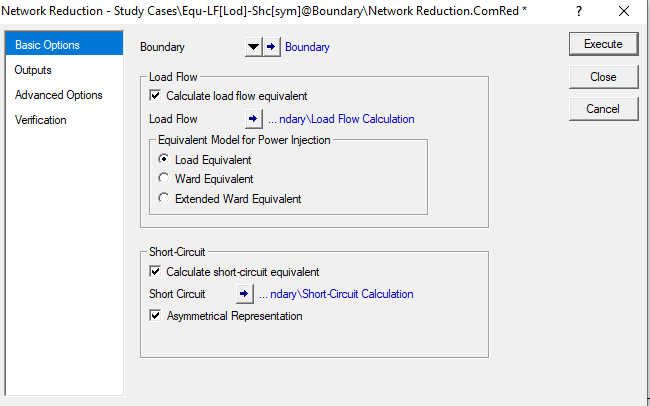 Network Reduction - Study Cases\Equ-LF[Lod]-Shc[sym]@Boundary\Network Reduction.ComRed *
?
Basic Options
Outputs
Advanced Options
Verification
Boundary
Boundary
Load Flow
Calculate load flow equivalent
Load Flow ... ndary\Load Flow Calculation
Equivalent Model for Power Injection
Load Equivalent
Ward Equivalent
Extended Ward Equivalent
Short-Circuit
Calculate short-circuit equivalent
Short Circuit ... ndary\Short-Circuit Calculation
Asymmetrical Representation
Execute
Close
Cancel